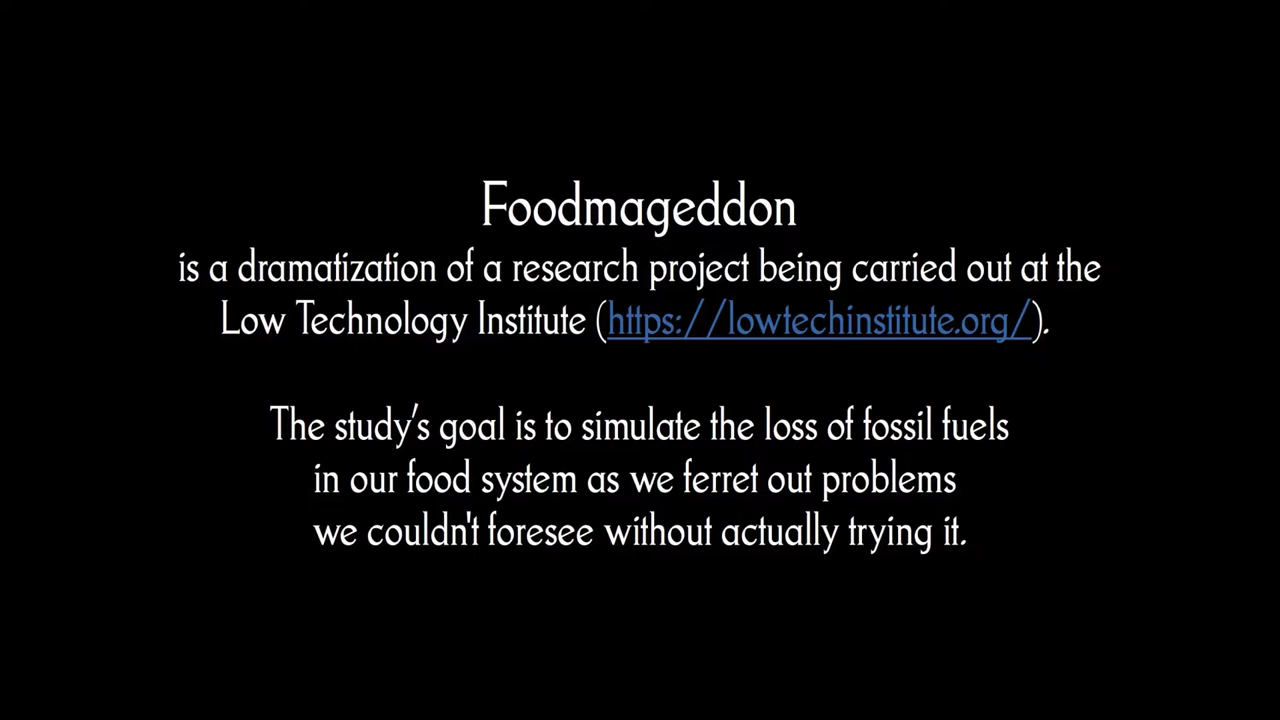 Foodmageddon
is a dramatization of a research project being carried out at the
Low Technology Institute (https://lowtechinstitute.org/).
The study's goal is to simulate the loss of fossil fuels
in our food system as we ferret out problems
we couldn't foresee without actually trying it.